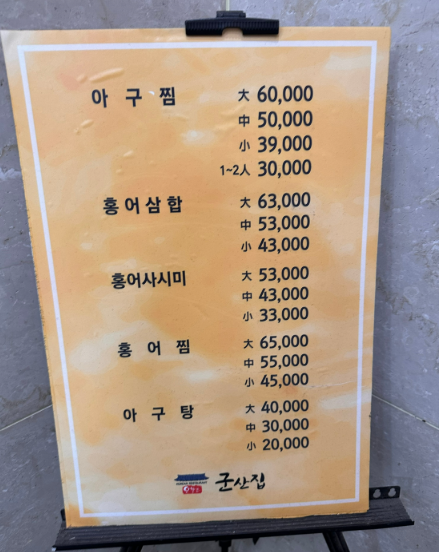 아구찜 大 60,000
中 50,000
小 39,000
1~2人 30,000
홍어삼합 大 63,000
中 53,000
小 43,000
홍어사시미 大 53,000
中 43,000
小 33,000
홍어찜 大 65,000
中 55,000
小 45,000
아구탕 大 40,000
中 30,000
小 20,000
군산집